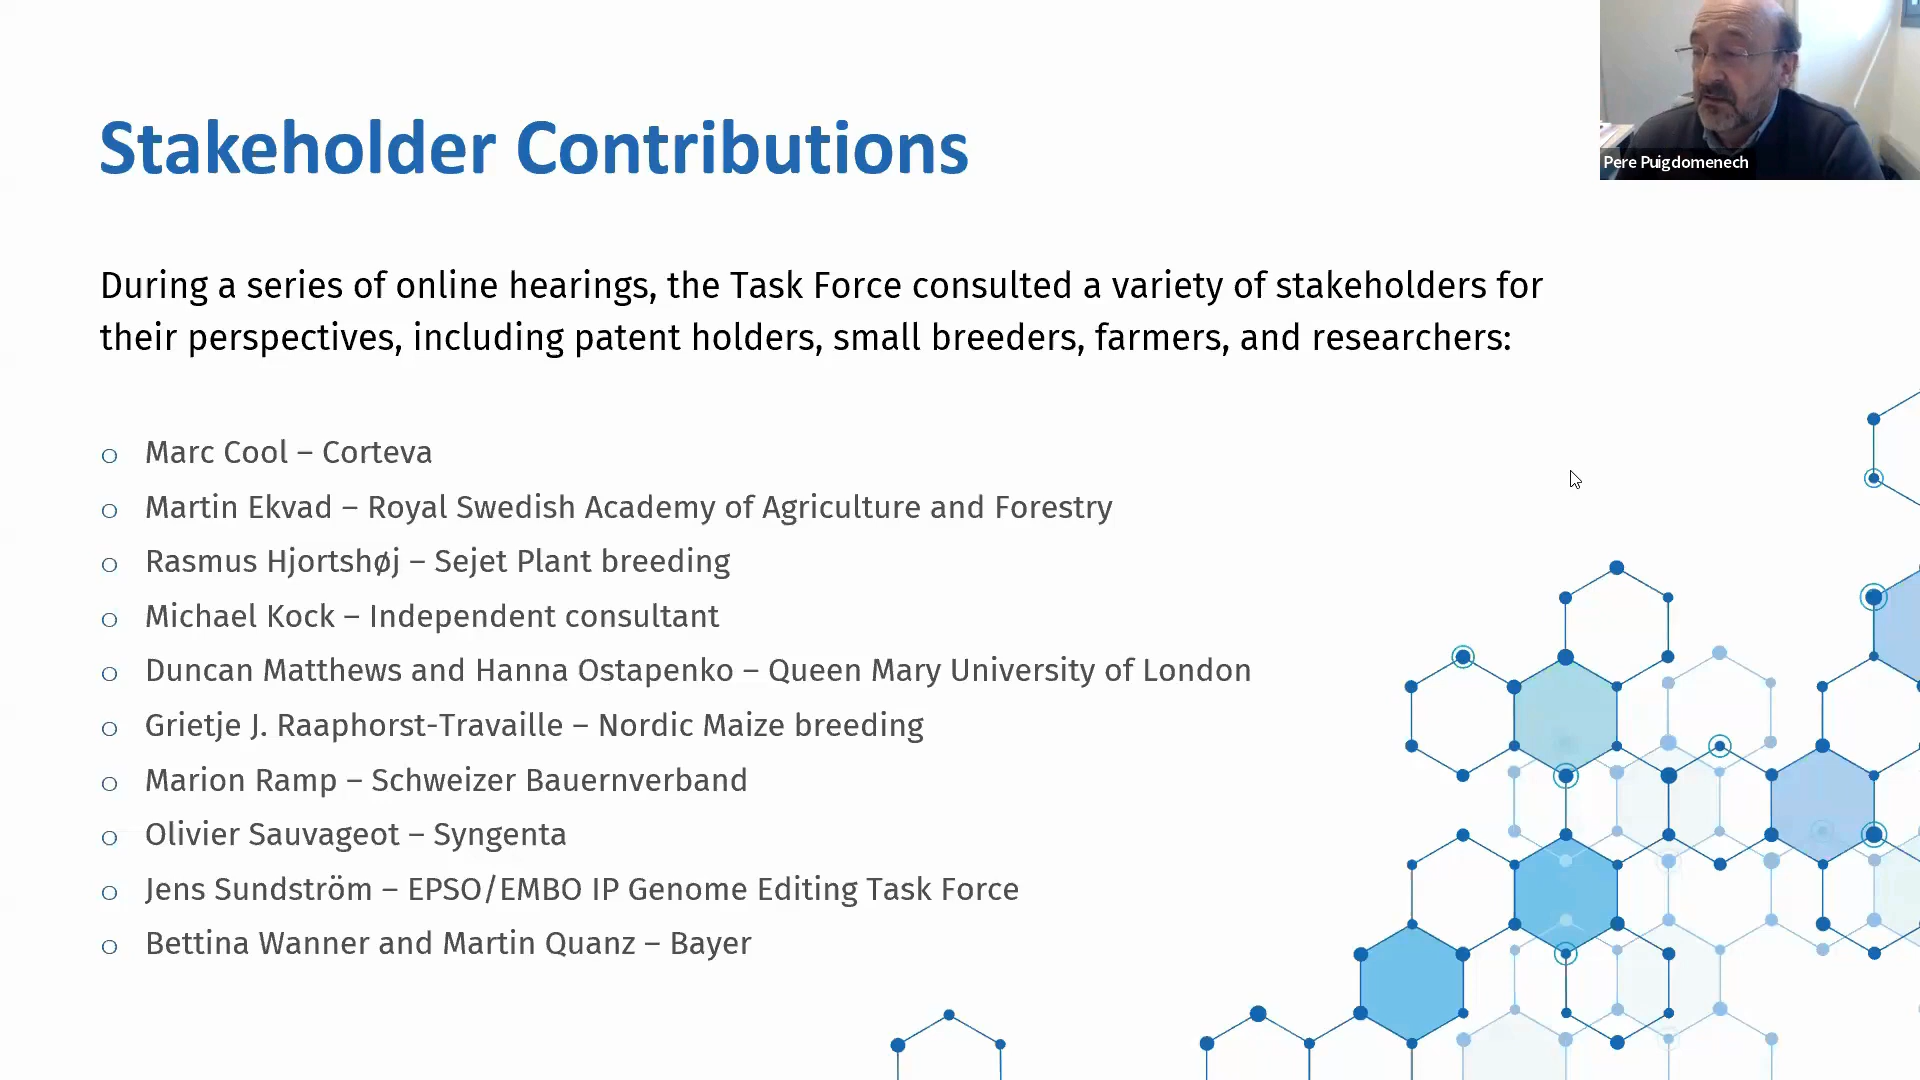 Pere Puigdomenech
Stakeholder Contributions
During a series of online hearings, the Task Force consulted a variety of stakeholders for
their perspectives, including patent holders, small breeders, farmers, and researchers:
o Marc Cool – Corteva
o Martin Ekvad – Royal Swedish Academy of Agriculture and Forestry
o Rasmus Hjortshøj – Sejet Plant breeding
o Michael Kock – Independent consultant
o Duncan Matthews and Hanna Ostapenko – Queen Mary University of London
o Grietje J. Raaphorst-Travaille – Nordic Maize breeding
o Marion Ramp – Schweizer Bauernverband
o Olivier Sauvageot – Syngenta
o Jens Sundström – EPSO/EMBO IP Genome Editing Task Force
o Bettina Wanner and Martin Quanz – Bayer